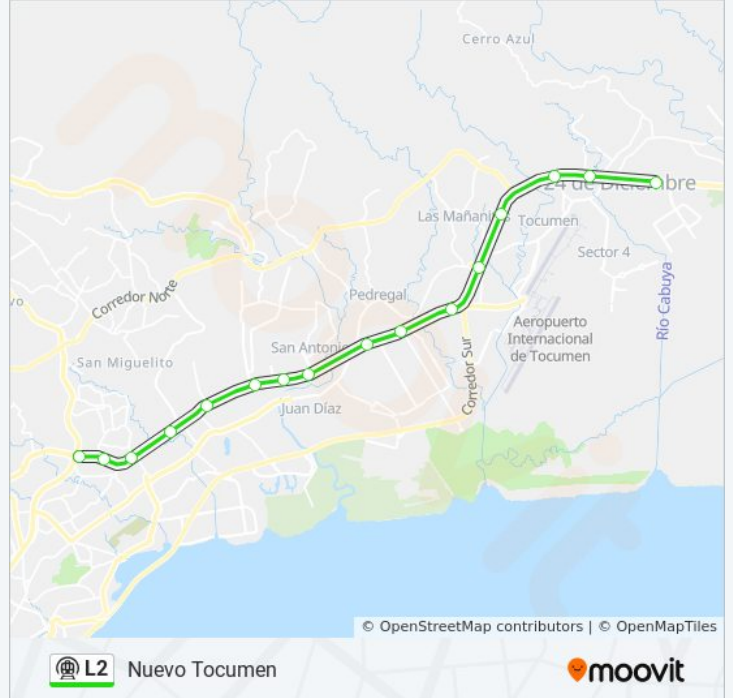 Cerro Azul
24 de Diciembre
Las Mañanitas
Tocumen
Sector 4
Río Cabuya
Corredor Norte
vo
Pedregal
Aeropuerto
Internacional
de Tocumen
San Antonio
San Miguelito
Corredor Sur
Juan Díaz
© OpenStreetMap contributors | © OpenMapTiles
L2 Nuevo Tocumen
moovit